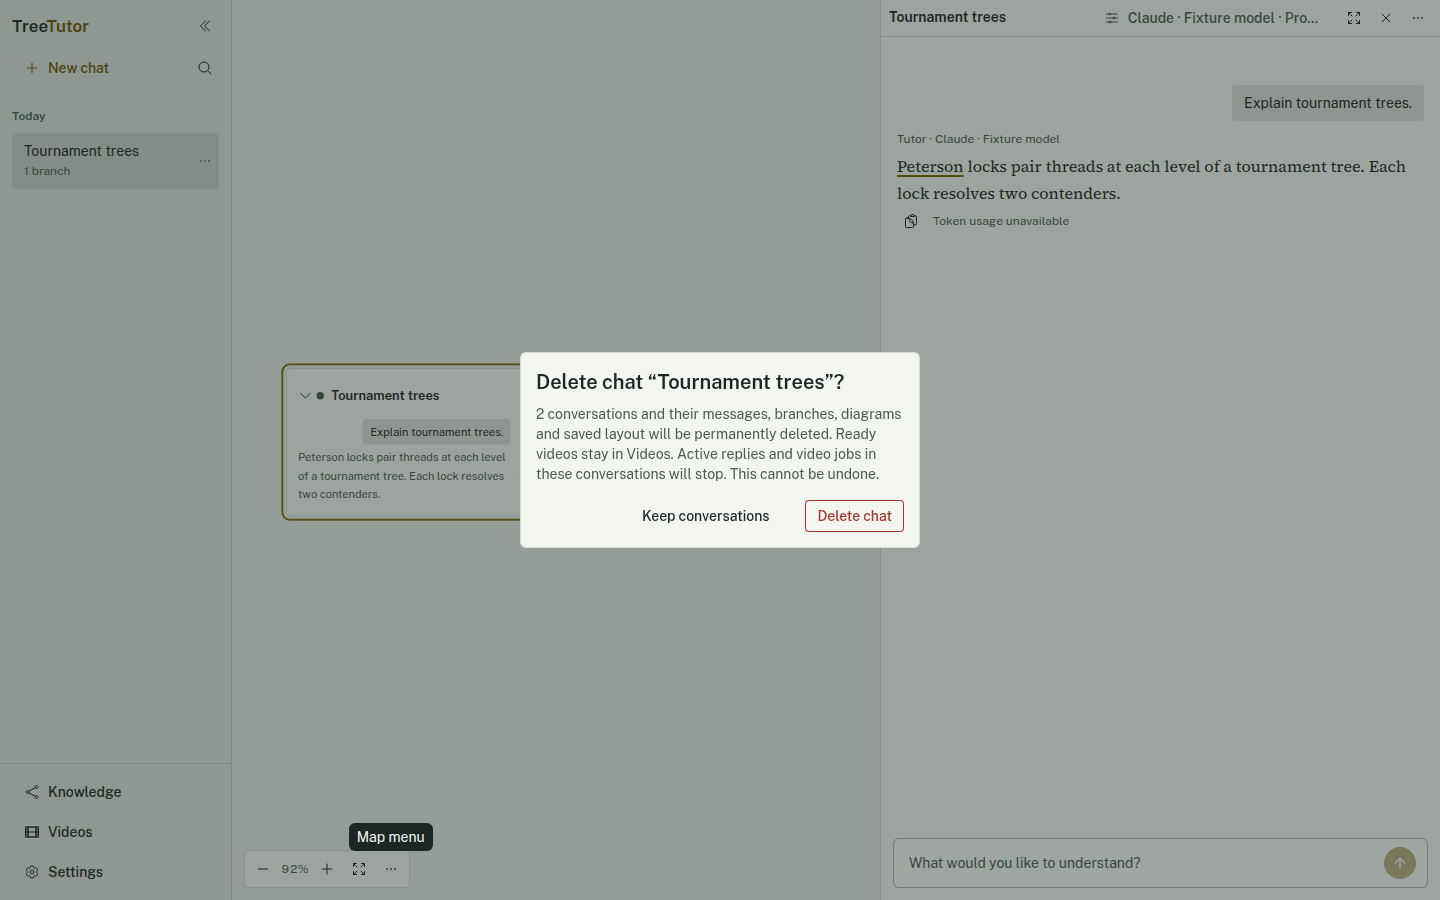 TreeTutor
New chat
Today
Tournament trees
1 branch
Knowledge
Videos
Settings
Tournament trees
Explain tournament trees.
Peterson locks pair threads at each level
of a tournament tree. Each lock resolves
two contenders.
Map menu
92%
Delete chat “Tournament trees”?
2 conversations and their messages, branches, diagrams
and saved layout will be permanently deleted. Ready
videos stay in Videos. Active replies and video jobs in
these conversations will stop. This cannot be undone.
Keep conversations
Delete chat
Tournament trees
Claude · Fixture model · Pro...
Explain tournament trees.
Tutor · Claude · Fixture model
Peterson locks pair threads at each level of a tournament tree. Each
lock resolves two contenders.
Token usage unavailable
What would you like to understand?